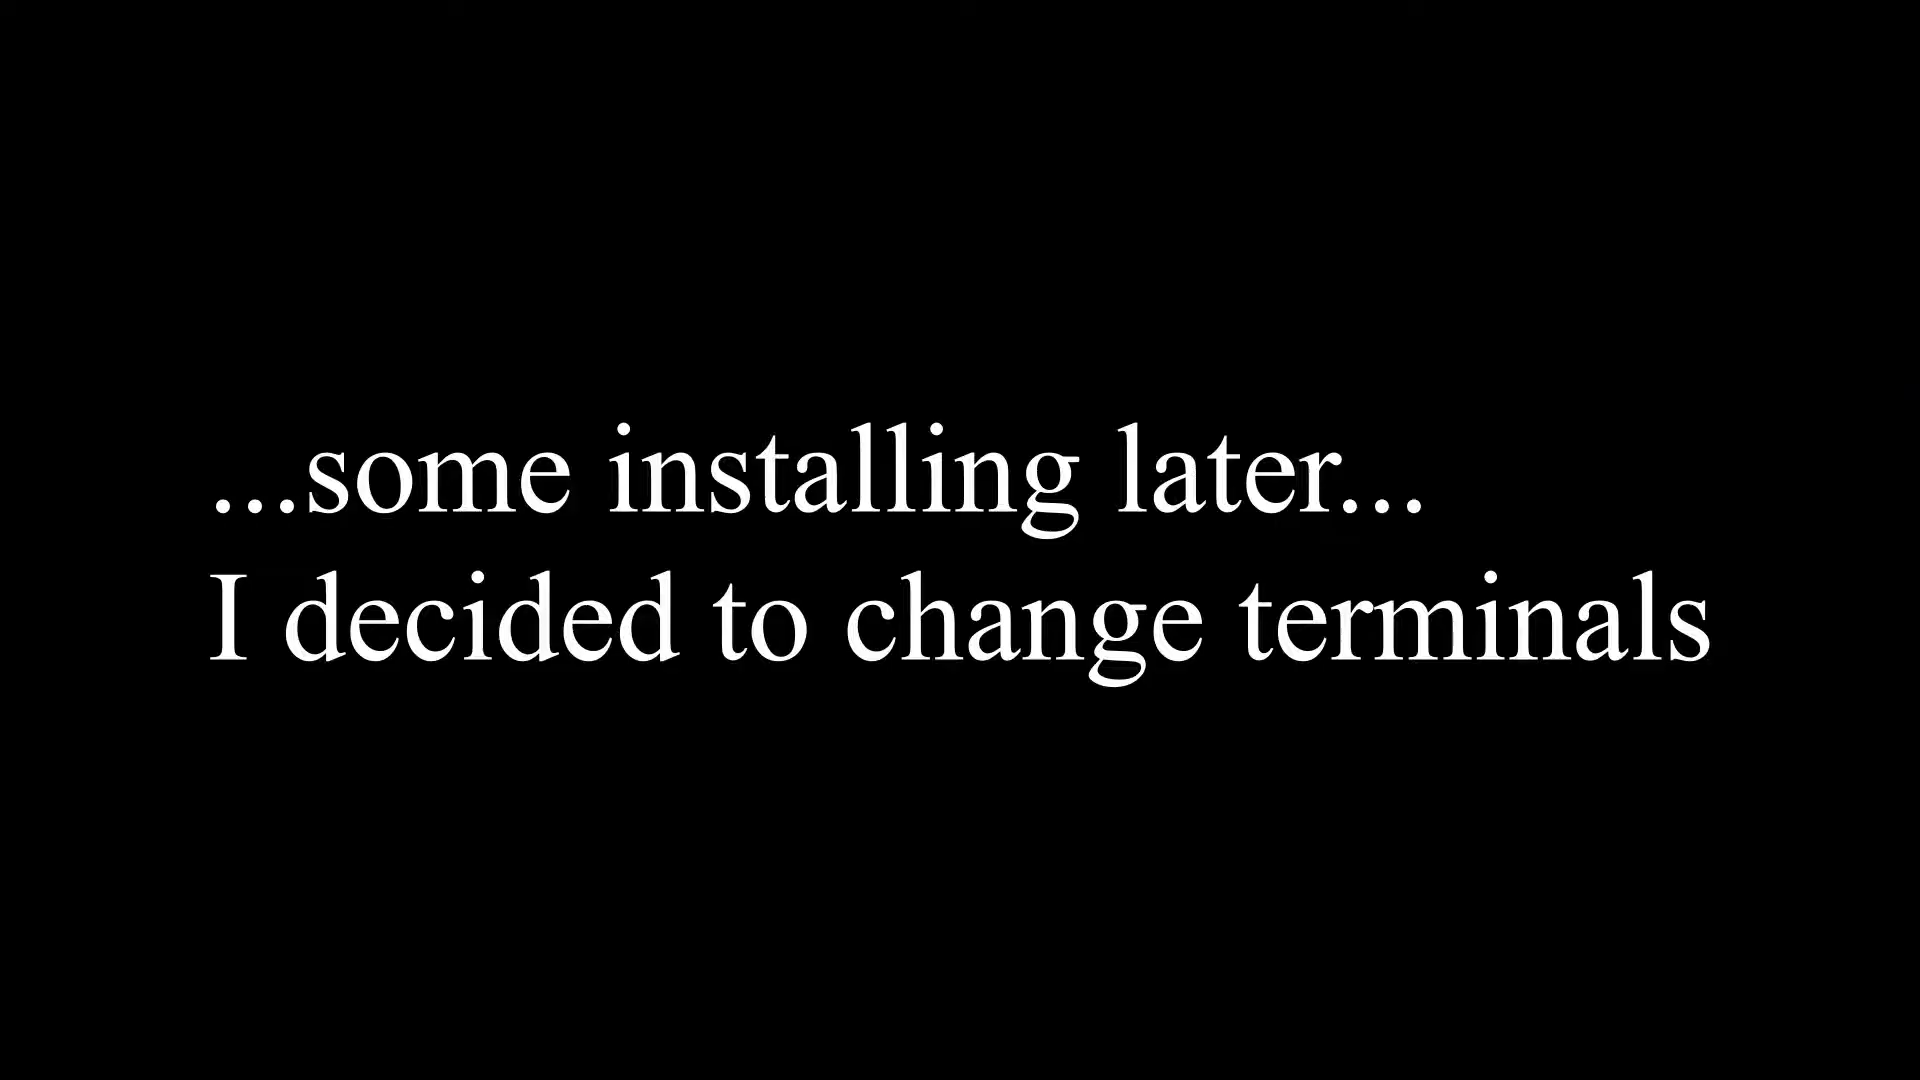 ...some installing later...
I decided to change terminals